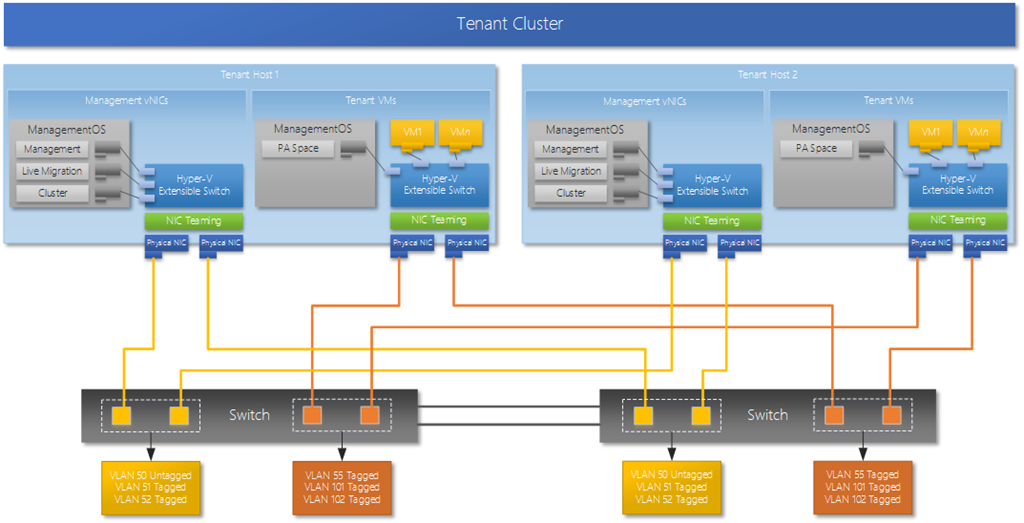 Tenant Cluster
Tenant Host 1
Tenant Host 2
Management vNICs
Tenant VMs
Management vNICs
Tenant VMs
ManagementOS
Management
Live Migration
Cluster
Hyper-V
Extensible Switch
NIC Teaming
Physical NIC
Physical NIC
ManagementOS
PA Space
VM1
VMn
Hyper-V
Extensible Switch
NIC Teaming
Physical NIC
Physical NIC
ManagementOS
Management
Live Migration
Cluster
Hyper-V
Extensible Switch
NIC Teaming
Physical NIC
Physical NIC
ManagementOS
PA Space
VM1
VMn
Hyper-V
Extensible Switch
NIC Teaming
Physical NIC
Physical NIC
Switch
Switch
VLAN 50 Untagged
VLAN 51 Tagged
VLAN 52 Tagged
VLAN 55 Tagged
VLAN 101 Tagged
VLAN 102 Tagged
VLAN 50 Untagged
VLAN 51 Tagged
VLAN 52 Tagged
VLAN 55 Tagged
VLAN 101 Tagged
VLAN 102 Tagged